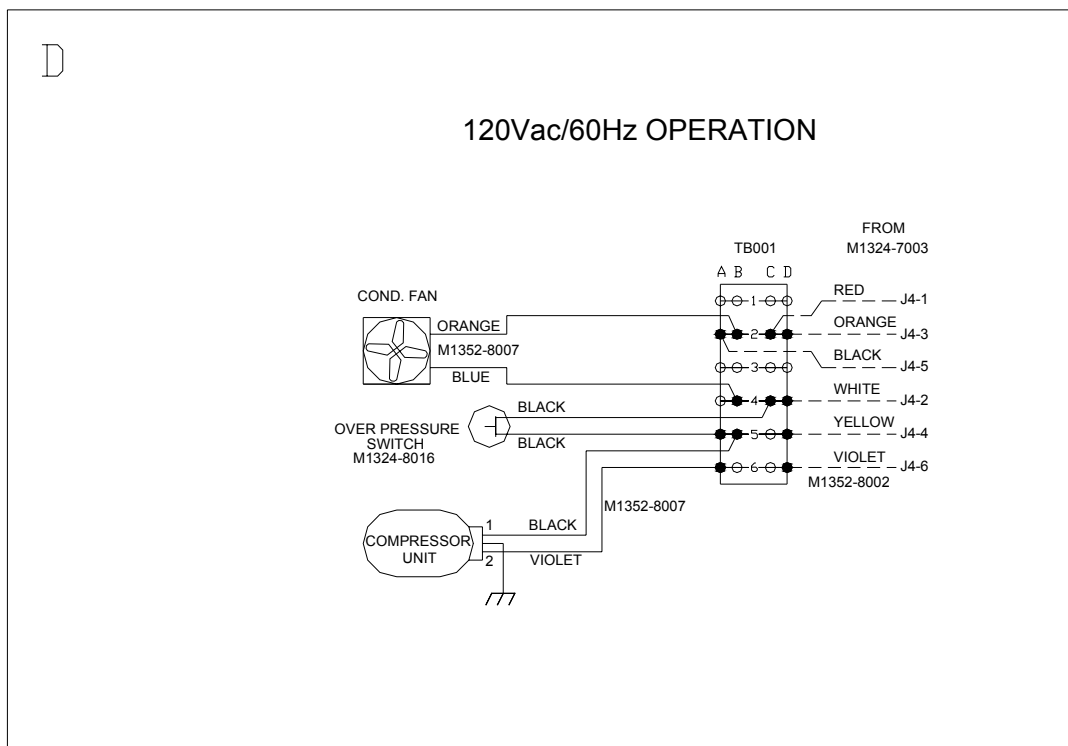 D
120Vac/60Hz OPERATION
FROM
M1324-7003
TB001
A B C D
COND. FAN
1
RED
J4-1
ORANGE
2
ORANGE
J4-3
M1352-8007
BLACK
BLUE
3
J4-5
WHITE
BLACK
4
J4-2
OVER PRESSURE
SWITCH
M1324-8016
BLACK
5
YELLOW
J4-4
VIOLET
6
J4-6
M1352-8002
M1352-8007
COMPRESSOR
UNIT
1
BLACK
2
VIOLET